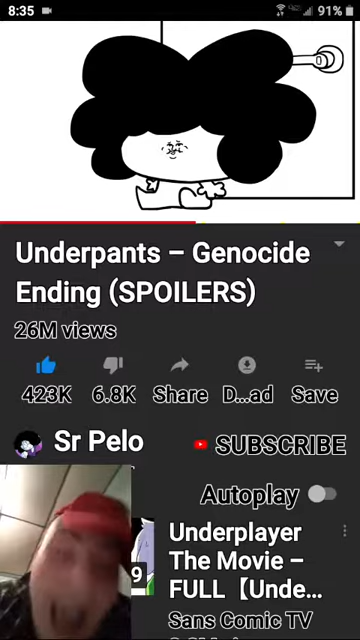 8:35
91%
Underpants – Genocide
Ending (SPOILERS)
26M views
423K 6.8K Share D...ad Save
Sr Pelo SUBSCRIBE
Autoplay
9
Underplayer
The Movie –
FULL【Unde...
Sans Comic TV